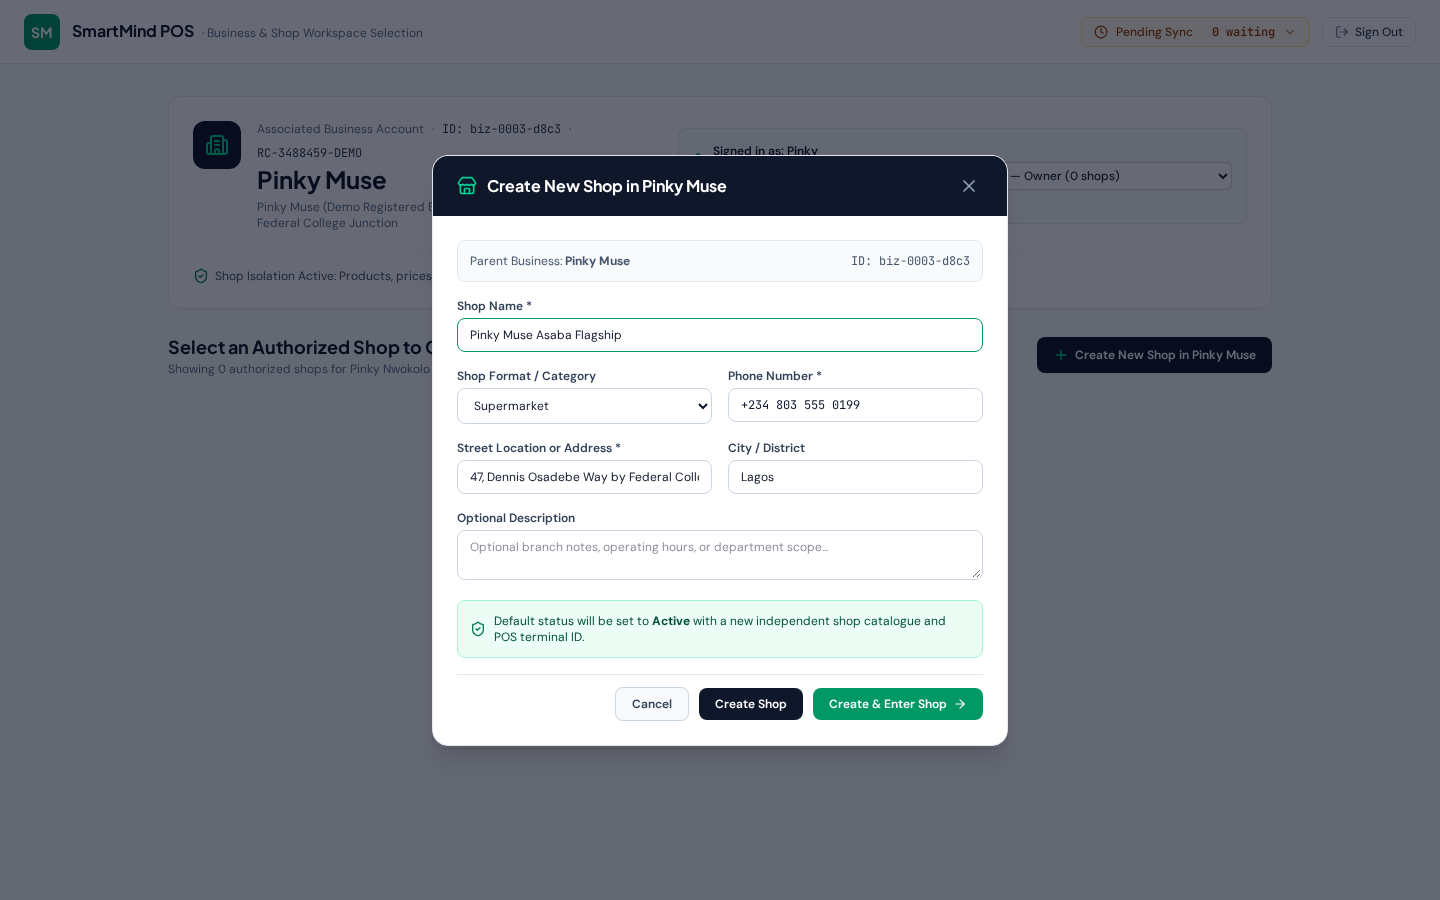 SM SmartMind POS · Business & Shop Workspace Selection
Pending Sync · 0 waiting
Sign Out
Associated Business Account · ID: biz-0003-d8c3 ·
RC-3488459-DEMO
Pinky Muse
Pinky Muse (Demo Registered
Federal College Junction
Signed in as: Pinky
— Owner (0 shops)
Shop Isolation Active: Products, prices
Select an Authorized Shop to
Showing 0 authorized shops for Pinky Nwokolo
Create New Shop in Pinky Muse
Create New Shop in Pinky Muse
Parent Business: Pinky Muse
ID: biz-0003-d8c3
Shop Name *
Pinky Muse Asaba Flagship
Shop Format / Category
Phone Number *
Supermarket
+234 803 555 0199
Street Location or Address *
City / District
47, Dennis Osadebe Way by Federal
Lagos
Optional Description
Optional branch notes, operating hours, or department scope...
Default status will be set to Active with a new independent shop catalogue and
POS terminal ID.
Cancel
Create Shop
Create & Enter Shop